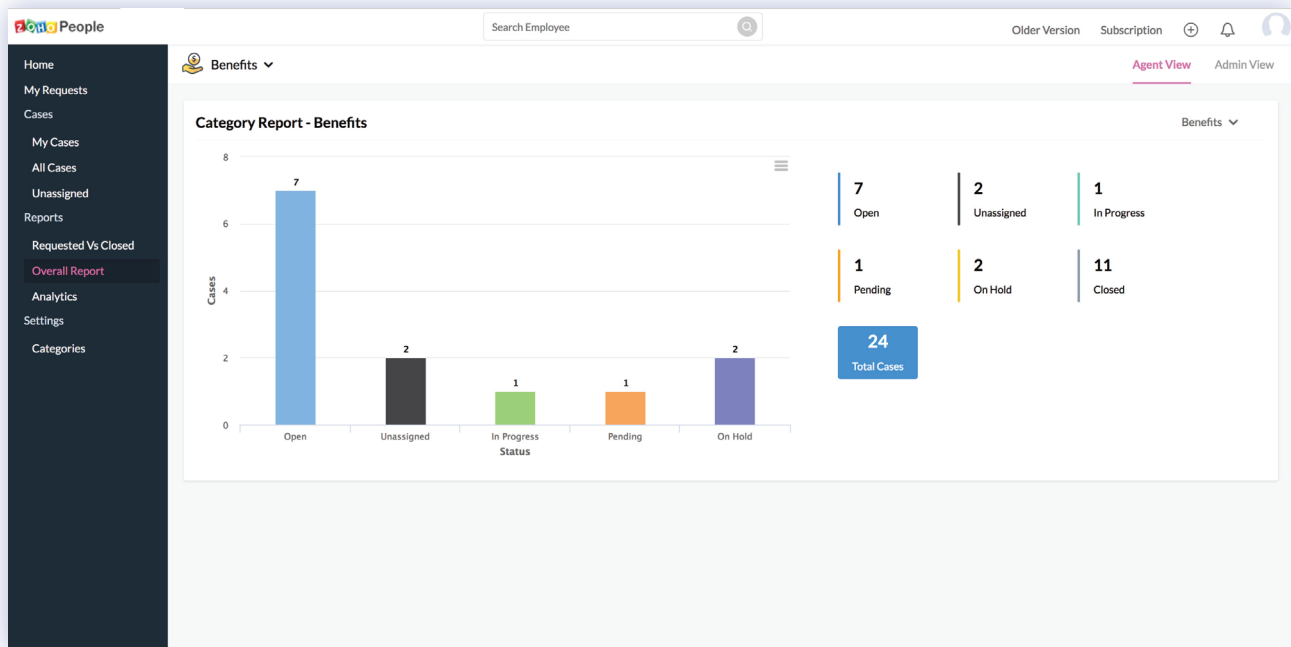 ZOHO People
Search Employee
Older Version Subscription
Home
My Requests
Cases
My Cases
All Cases
Unassigned
Reports
Requested Vs Closed
Overall Report
Analytics
Settings
Categories
Benefits
Agent View Admin View
Category Report - Benefits
Benefits
8
6
4
2
0
Cases
7
2
1
1
2
Open Unassigned In Progress Pending On Hold
Status
7 2 1
Open Unassigned In Progress
1 2 11
Pending On Hold Closed
24
Total Cases